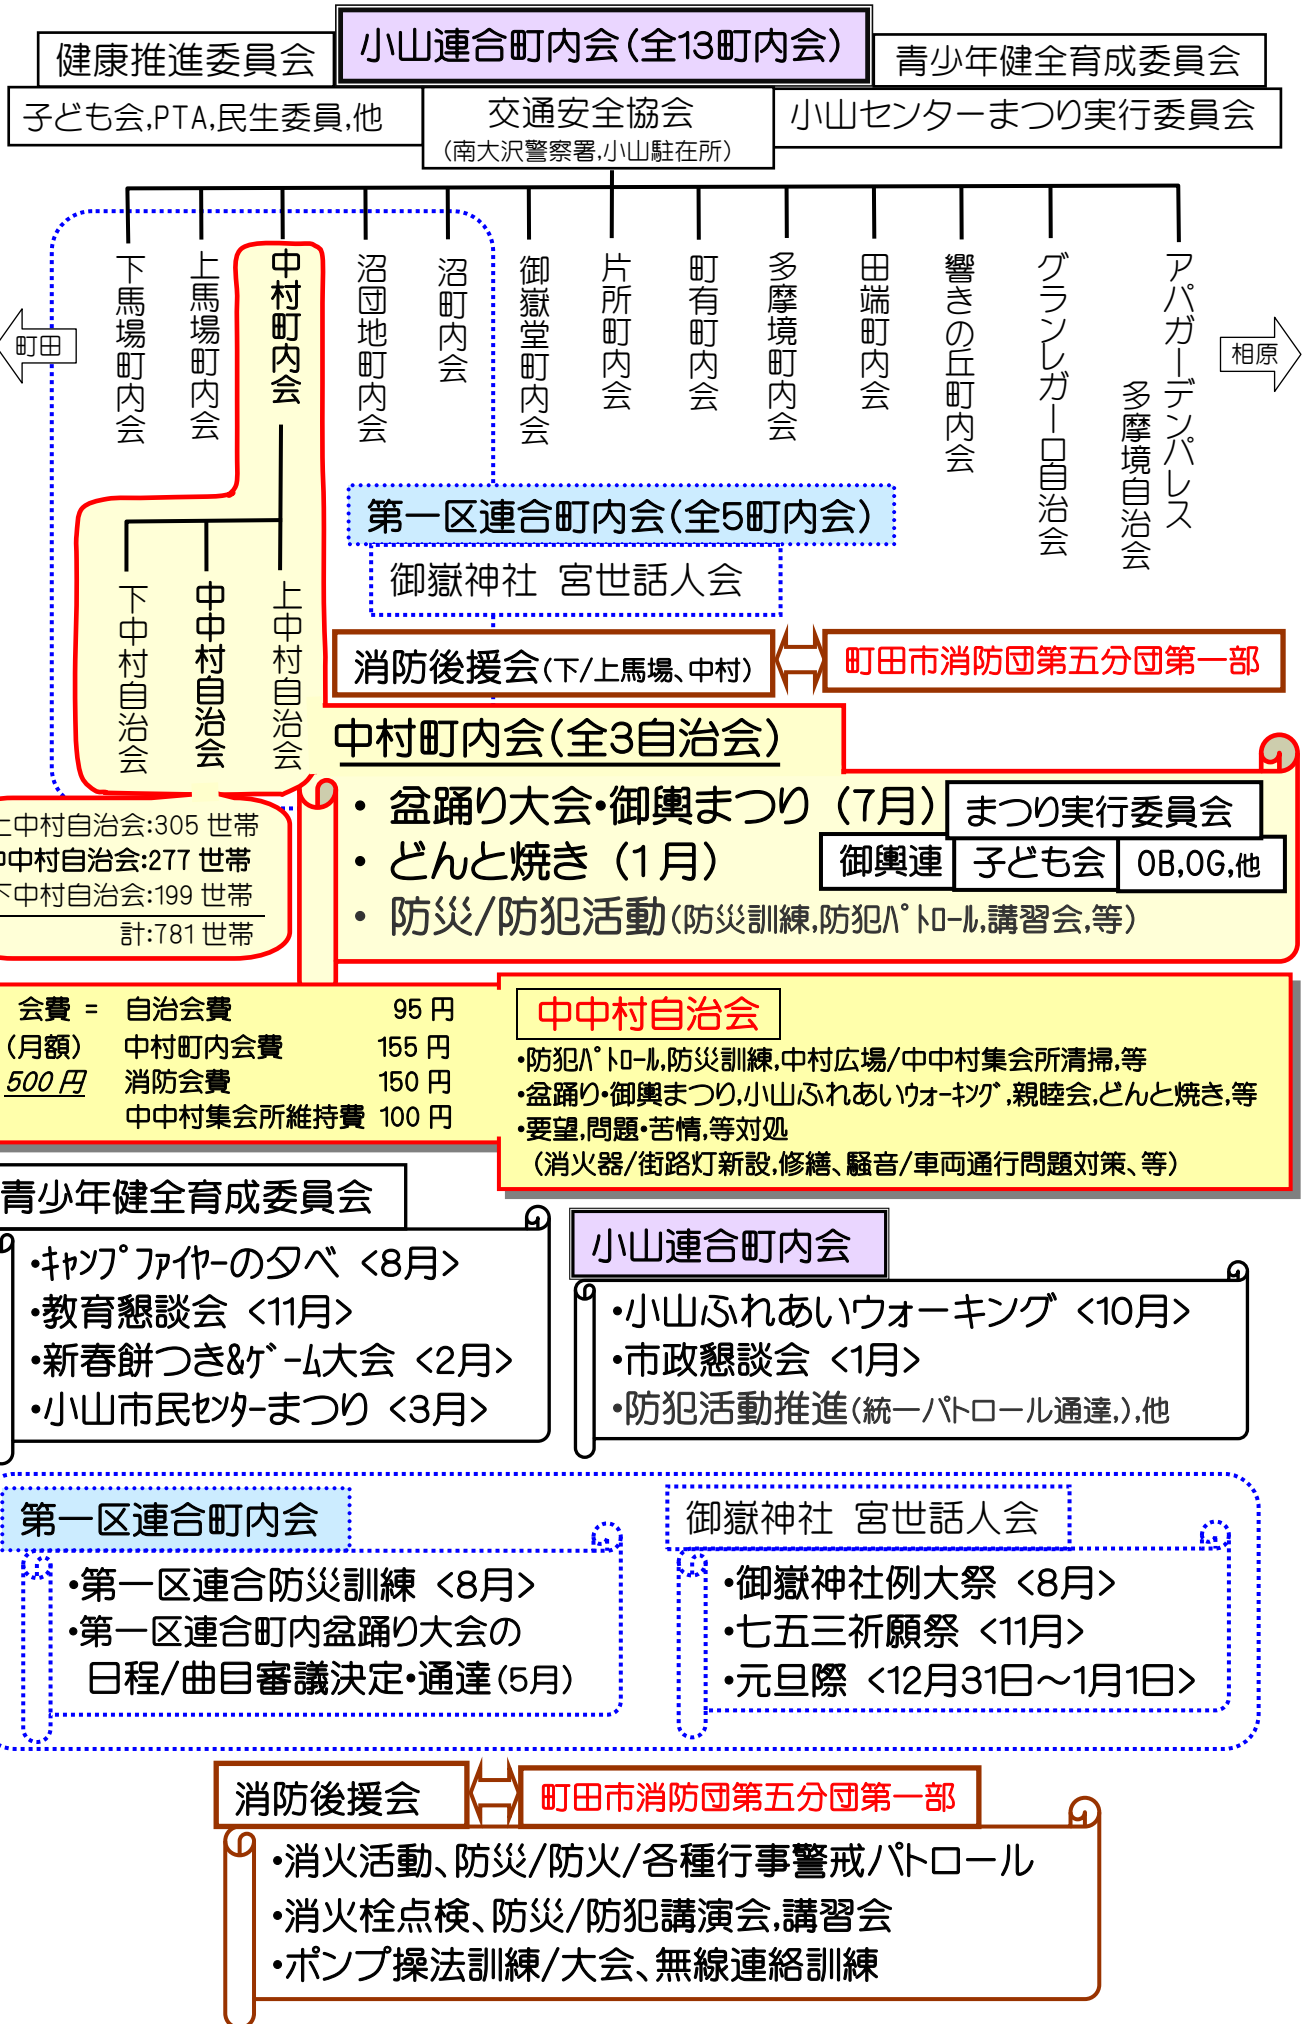 小山連合町内会(全13町内会)
健康推進委員会
青少年健全育成委員会
子ども会,PTA,民生委員,他
交通安全協会
(南大沢警察署,小山駐在所)
小山センターまつり実行委員会
町田
下馬場町内会
上馬場町内会
中村町内会
沼団地町内会
沼町内会
御嶽堂町内会
片所町内会
町有町内会
多摩境町内会
田端町内会
響きの丘町内会
グランレガーロ自治会
アパガーデンパレス
多摩境自治会
相原
下中村自治会
中中村自治会
上中村自治会
第一区連合町内会(全5町内会)
御嶽神社 宮世話人会
消防後援会(下/上馬場、中村)
町田市消防団第五分団第一部
中村町内会(全3自治会)
・ 盆踊り大会・御輿まつり (7月)
まつり実行委員会
・ どんと焼き (1月)
御輿連
子ども会
OB,OG,他
・ 防災/防犯活動(防災訓練,防犯ﾊﾟﾄﾛｰﾙ,講習会,等)
上中村自治会:305 世帯
中中村自治会:277 世帯
下中村自治会:199 世帯
計:781 世帯
会費 = 自治会費 95 円
(月額) 中村町内会費 155 円
500 円 消防会費 150 円
中中村集会所維持費 100 円
中中村自治会
・防犯ﾊﾟﾄﾛｰﾙ,防災訓練,中村広場/中中村集会所清掃,等
・盆踊り・御輿まつり,小山ふれあいｳｫｰｷﾝｸﾞ,親睦会,どんと焼き,等
・要望,問題・苦情,等対処
(消火器/街路灯新設,修繕、騒音/車両通行問題対策、等)
青少年健全育成委員会
・ｷｬﾝﾌﾟﾌｧｲﾔｰの夕べ <8月>
・教育懇談会 <11月>
・新春餅つき&ｹﾞｰﾑ大会 <2月>
・小山市民ｾﾝﾀｰまつり <3月>
小山連合町内会
・小山ふれあいウォーキング <10月>
・市政懇談会 <1月>
・防犯活動推進(統一パトロール通達,),他
第一区連合町内会
・第一区連合防災訓練 <8月>
・第一区連合町内盆踊り大会の
日程/曲目審議決定・通達(5月)
御嶽神社 宮世話人会
・御嶽神社例大祭 <8月>
・七五三祈願祭 <11月>
・元旦際 <12月31日～1月1日>
消防後援会
町田市消防団第五分団第一部
・消火活動、防災/防火/各種行事警戒パトロール
・消火栓点検、防災/防犯講演会,講習会
・ポンプ操法訓練/大会、無線連絡訓練